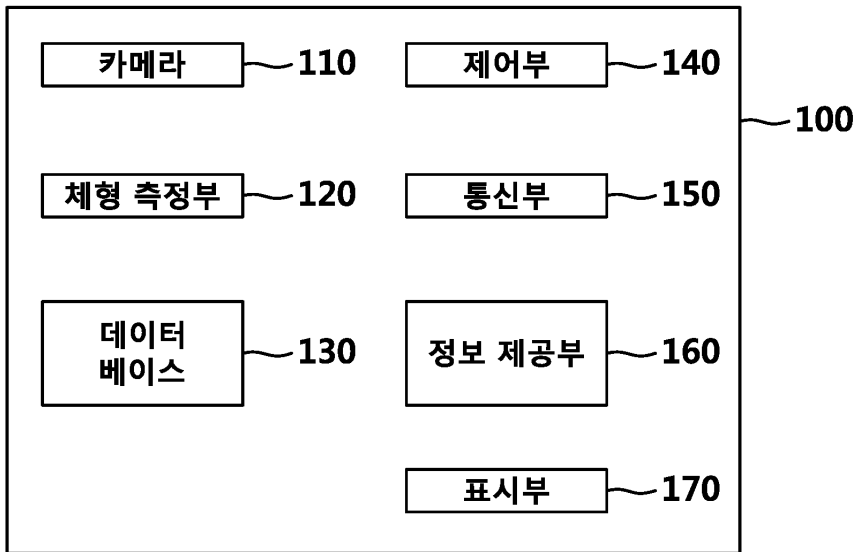 카메라 110
제어부 140
100
체형 측정부 120
통신부 150
데이터
베이스 130
정보 제공부 160
표시부 170